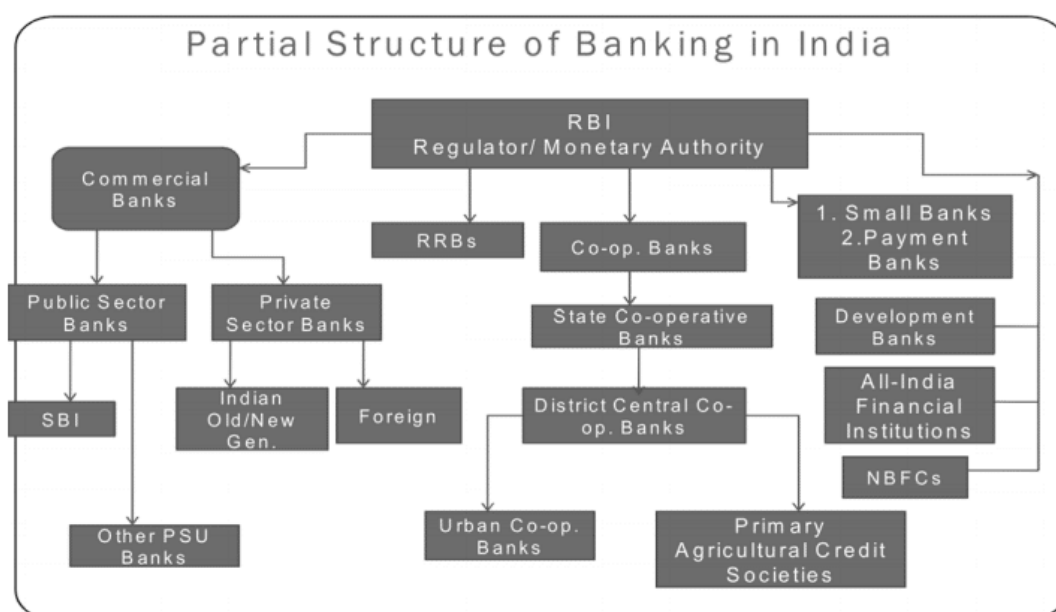 Partial Structure of Banking in India
RBI
Regulator/ Monetary Authority
Commercial
Banks
RRBs
Co-op. Banks
1. Small Banks
2.Payment
Banks
Public Sector
Banks
Private
Sector Banks
State Co-operative
Banks
Development
Banks
SBI
Indian
Old/New
Gen.
Foreign
District Central Co-
op. Banks
All-India
Financial
Institutions
NBFCs
Other PSU
Banks
Urban Co-op.
Banks
Primary
Agricultural Credit
Societies